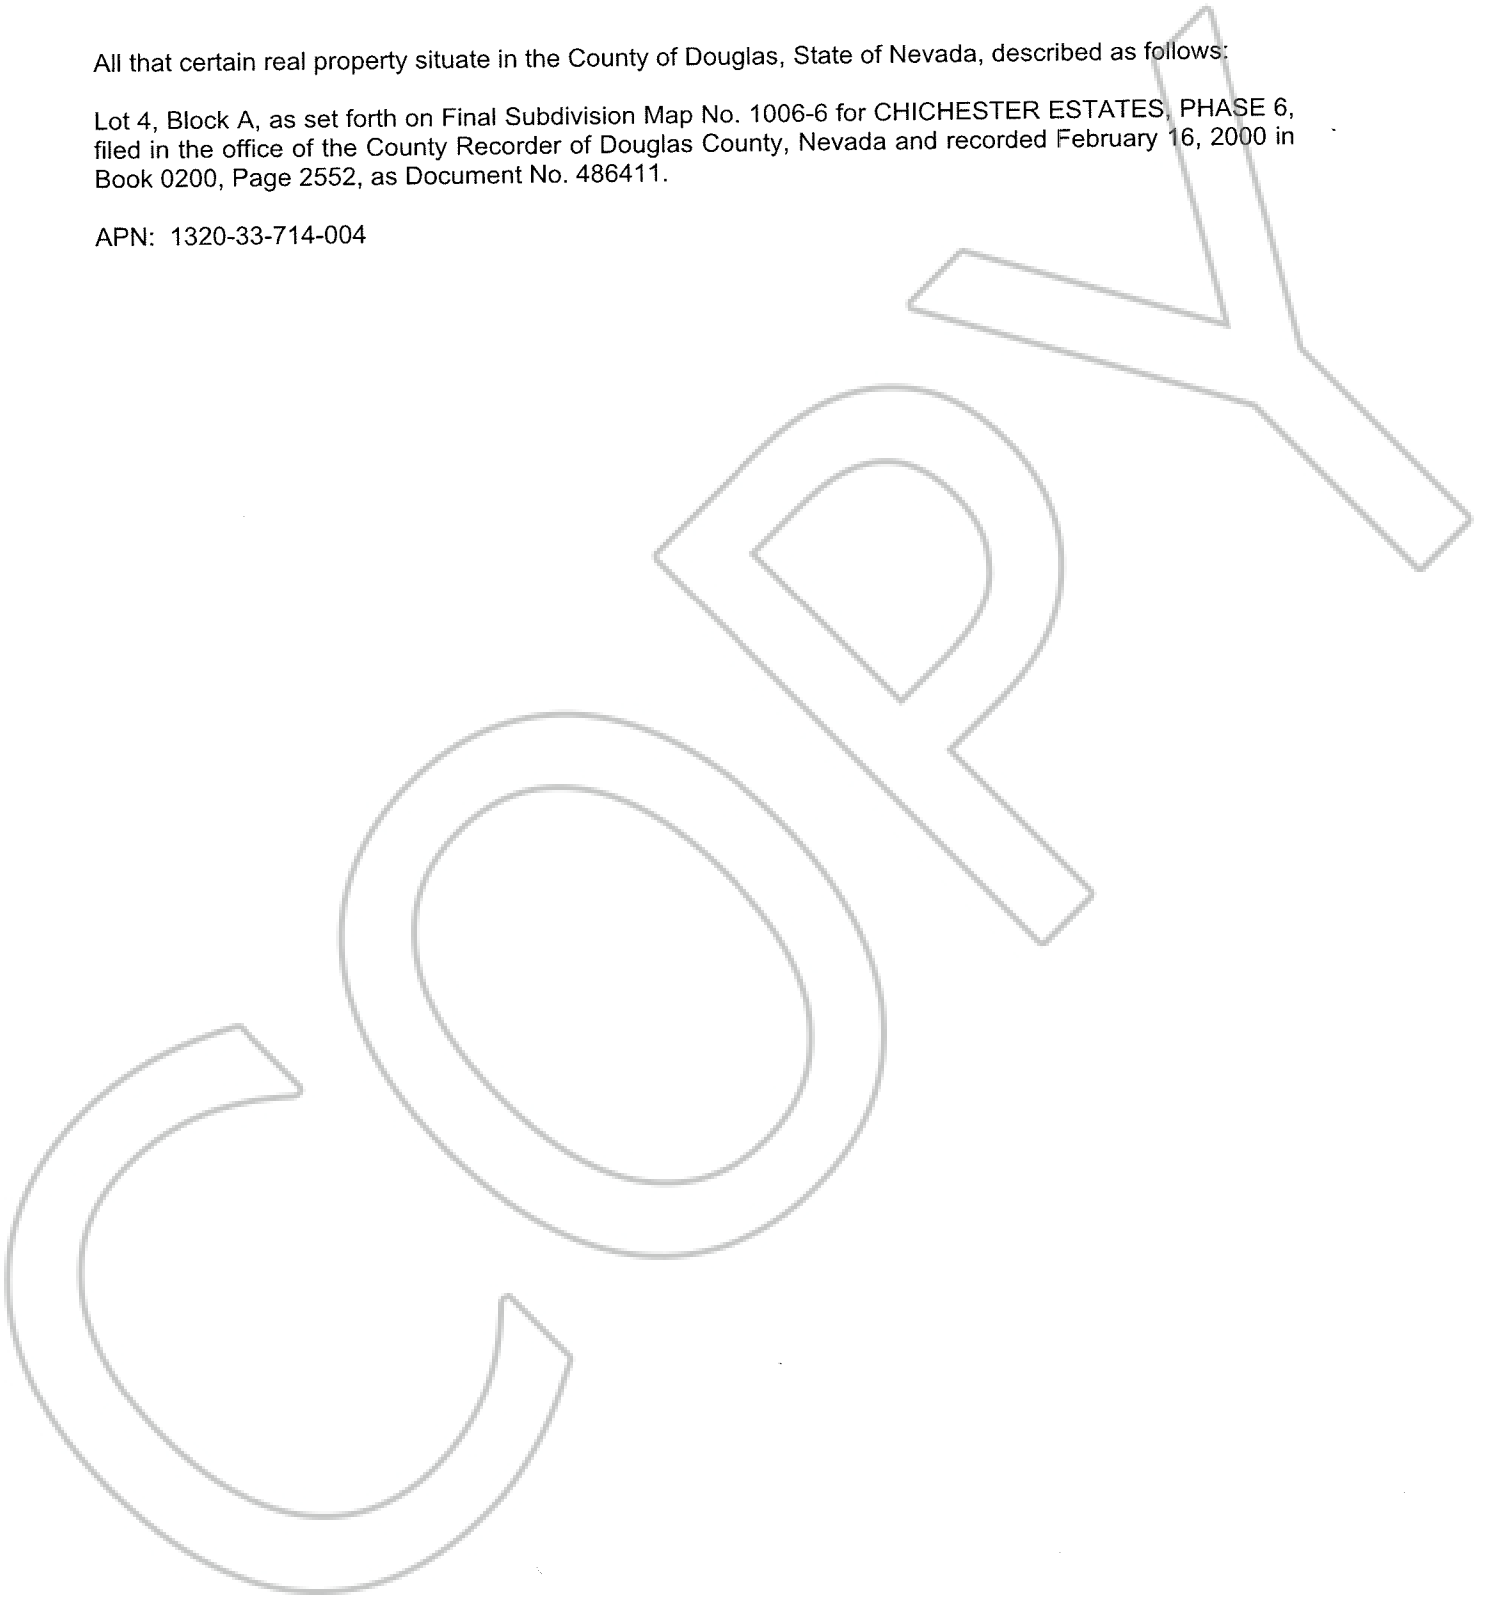 All that certain real property situate in the County of Douglas, State of Nevada, described as follows:
Lot 4, Block A, as set forth on Final Subdivision Map No. 1006-6 for CHICHESTER ESTATES, PHASE 6,
filed in the office of the County Recorder of Douglas County, Nevada and recorded February 16, 2000 in
Book 0200, Page 2552, as Document No. 486411.
APN: 1320-33-714-004
COPY